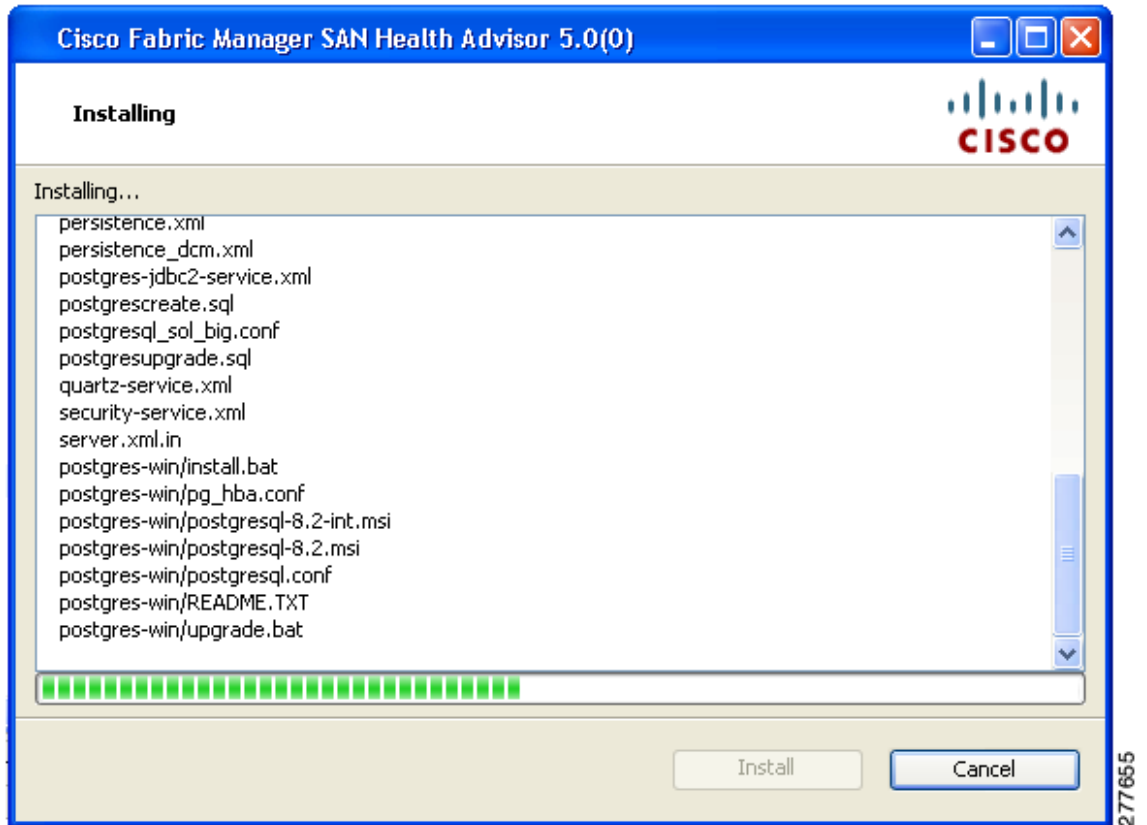 Cisco Fabric Manager SAN Health Advisor 5.0(0)
Installing
CISCO
Installing...
persistence.xml
persistence_dcm.xml
postgres-jdbc2-service.xml
postgrescreate.sql
postgresql_sol_big.conf
postgresupgrade.sql
quartz-service.xml
security-service.xml
server.xml.in
postgres-win/install.bat
postgres-win/pg_hba.conf
postgres-win/postgresql-8.2-int.msi
postgres-win/postgresql-8.2.msi
postgres-win/postgresql.conf
postgres-win/README.TXT
postgres-win/upgrade.bat
Install
Cancel
277655